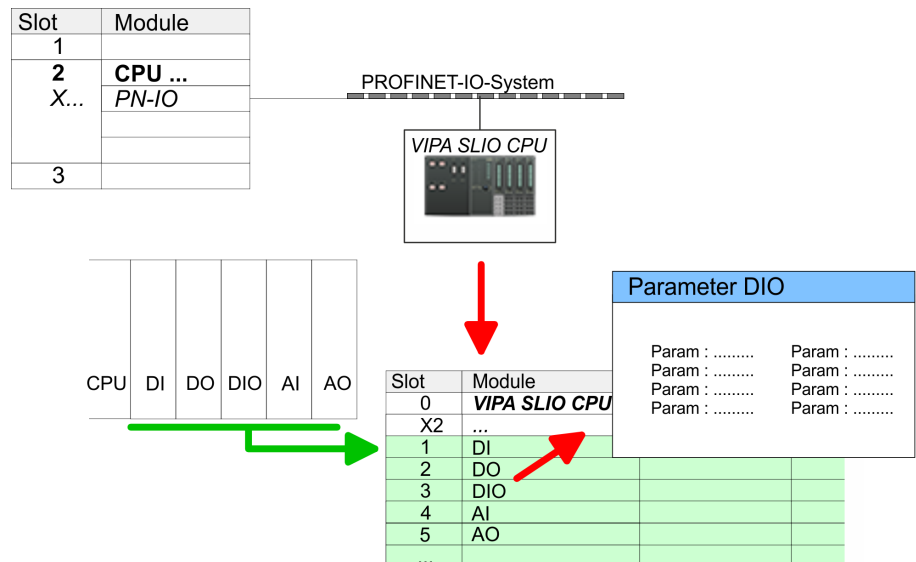 Slot Module
1
2 CPU ...
X... PN-IO
3
PROFINET-IO-System
VIPA SLIO CPU
CPU DI DO DIO AI AO
Parameter DIO
Param : ......... Param : .........
Param : ......... Param : .........
Param : ......... Param : .........
Param : ......... Param : .........
Slot Module
0 VIPA SLIO CPU
X2 ...
1 DI
2 DO
3 DIO
4 AI
5 AO
...